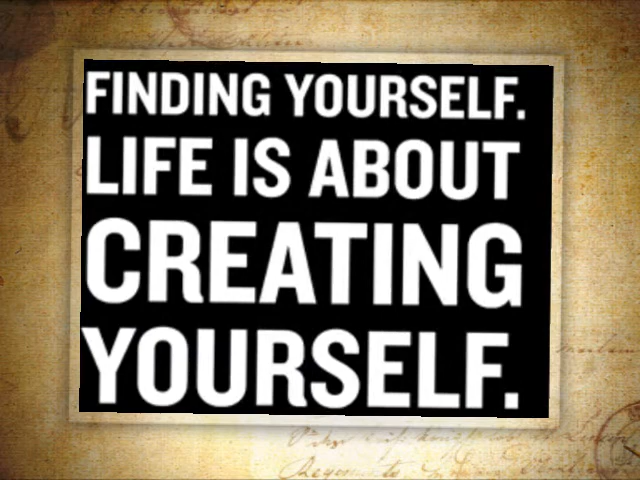 FINDING YOURSELF.
LIFE IS ABOUT
CREATING
YOURSELF.